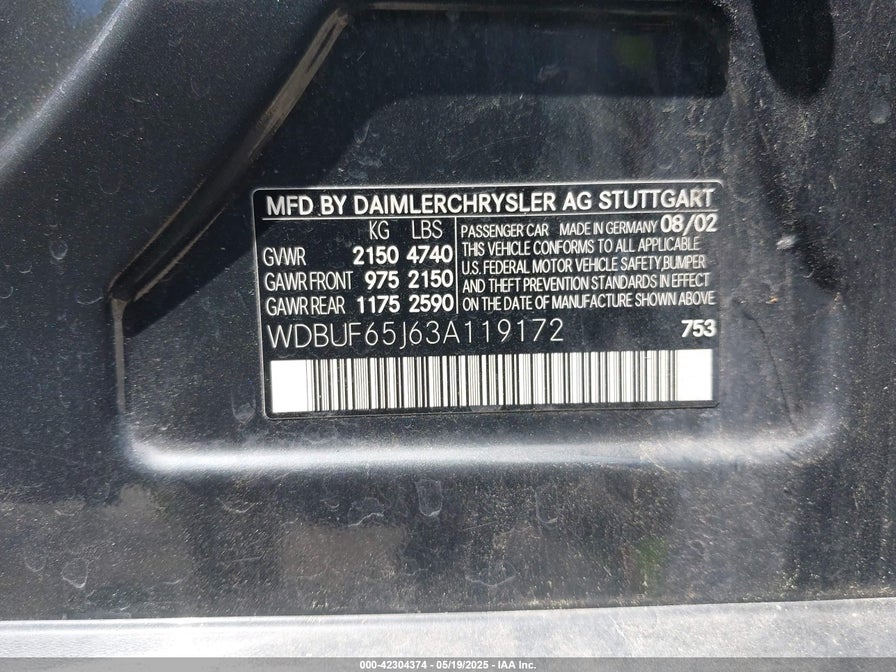 MFD BY DAIMLERCHRYSLER AG STUTTGART
KG LBS
GVWR 2150 4740
GAWR FRONT 975 2150
GAWR REAR 1175 2590
PASSENGER CAR MADE IN GERMANY 08/02
THIS VEHICLE CONFORMS TO ALL APPLICABLE
U.S. FEDERAL MOTOR VEHICLE SAFETY,BUMPER
AND THEFT PREVENTION STANDARDS IN EFFECT
ON THE DATE OF MANUFACTURE SHOWN ABOVE
WDBUF65J63A119172 753
000-42304374 | 05/19/2025 - IAA Inc.